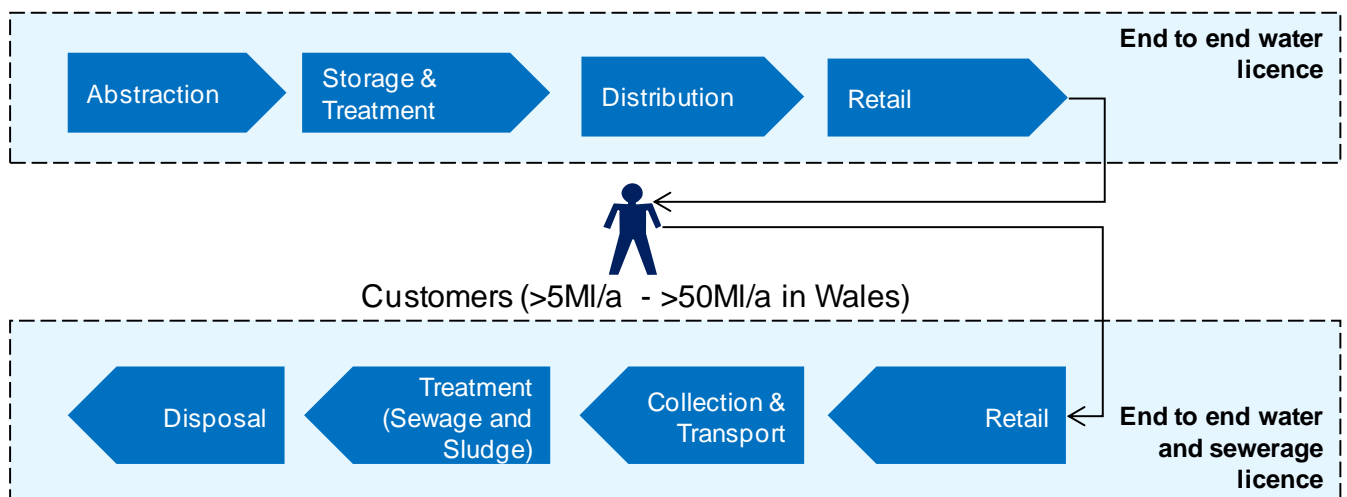 End to end water
licence
Abstraction
Storage &
Treatment
Distribution
Retail
Customers (>5Ml/a - >50Ml/a in Wales)
Disposal
Treatment
(Sewage and
Sludge)
Collection &
Transport
Retail
End to end water
and sewerage
licence